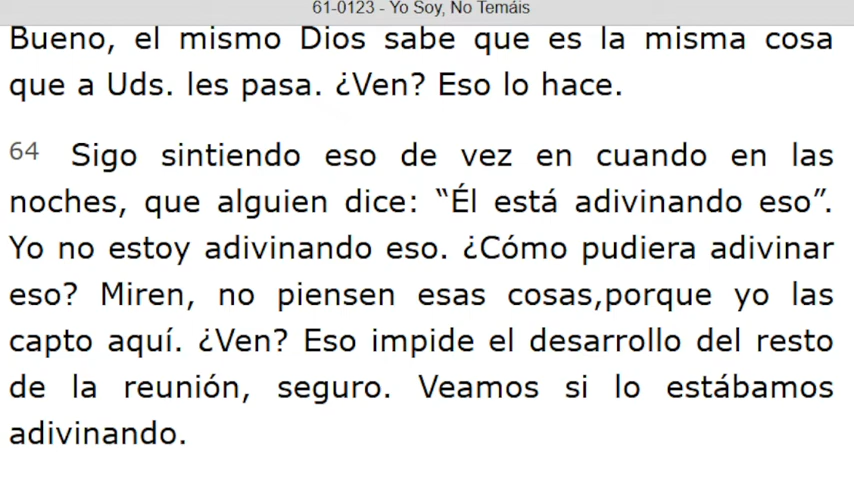 61-0123 - Yo Soy, No Temáis
Bueno, el mismo Dios sabe que es la misma cosa
que a Uds. les pasa. ¿Ven? Eso lo hace.
64 Sigo sintiendo eso de vez en cuando en las
noches, que alguien dice: “Él está adivinando eso”.
Yo no estoy adivinando eso. ¿Cómo pudiera adivinar
eso? Miren, no piensen esas cosas,porque yo las
capto aquí. ¿Ven? Eso impide el desarrollo del resto
de la reunión, seguro. Veamos si lo estábamos
adivinando.